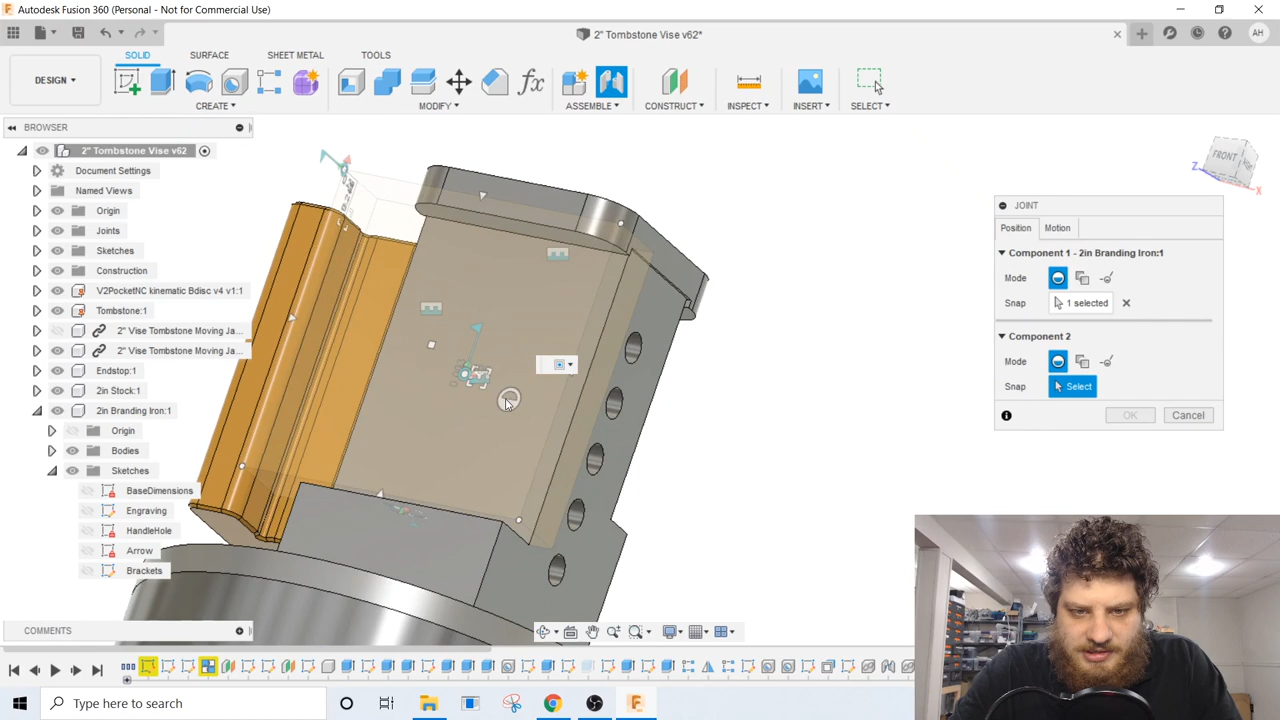 Autodesk Fusion 360 (Personal - Not for Commercial Use)
2" Tombstone Vise v62*
AH
DESIGN
SOLID SURFACE SHEET METAL TOOLS
CREATE MODIFY ASSEMBLE CONSTRUCT INSPECT INSERT SELECT
BROWSER
2" Tombstone Vise v62
Document Settings
Named Views
Origin
Joints
Sketches
Construction
V2PocketNC kinematic Bdisc v4 v1:1
Tombstone:1
2" Vise Tombstone Moving Ja...
2" Vise Tombstone Moving Ja...
Endstop:1
2in Stock:1
2in Branding Iron:1
Origin
Bodies
Sketches
BaseDimensions
Engraving
HandleHole
Arrow
Brackets
COMMENTS
FRONT
Z
X
JOINT
Position Motion
Component 1 - 2in Branding Iron:1
Mode
Snap 1 selected
Component 2
Mode
Snap Select
OK Cancel
Type here to search